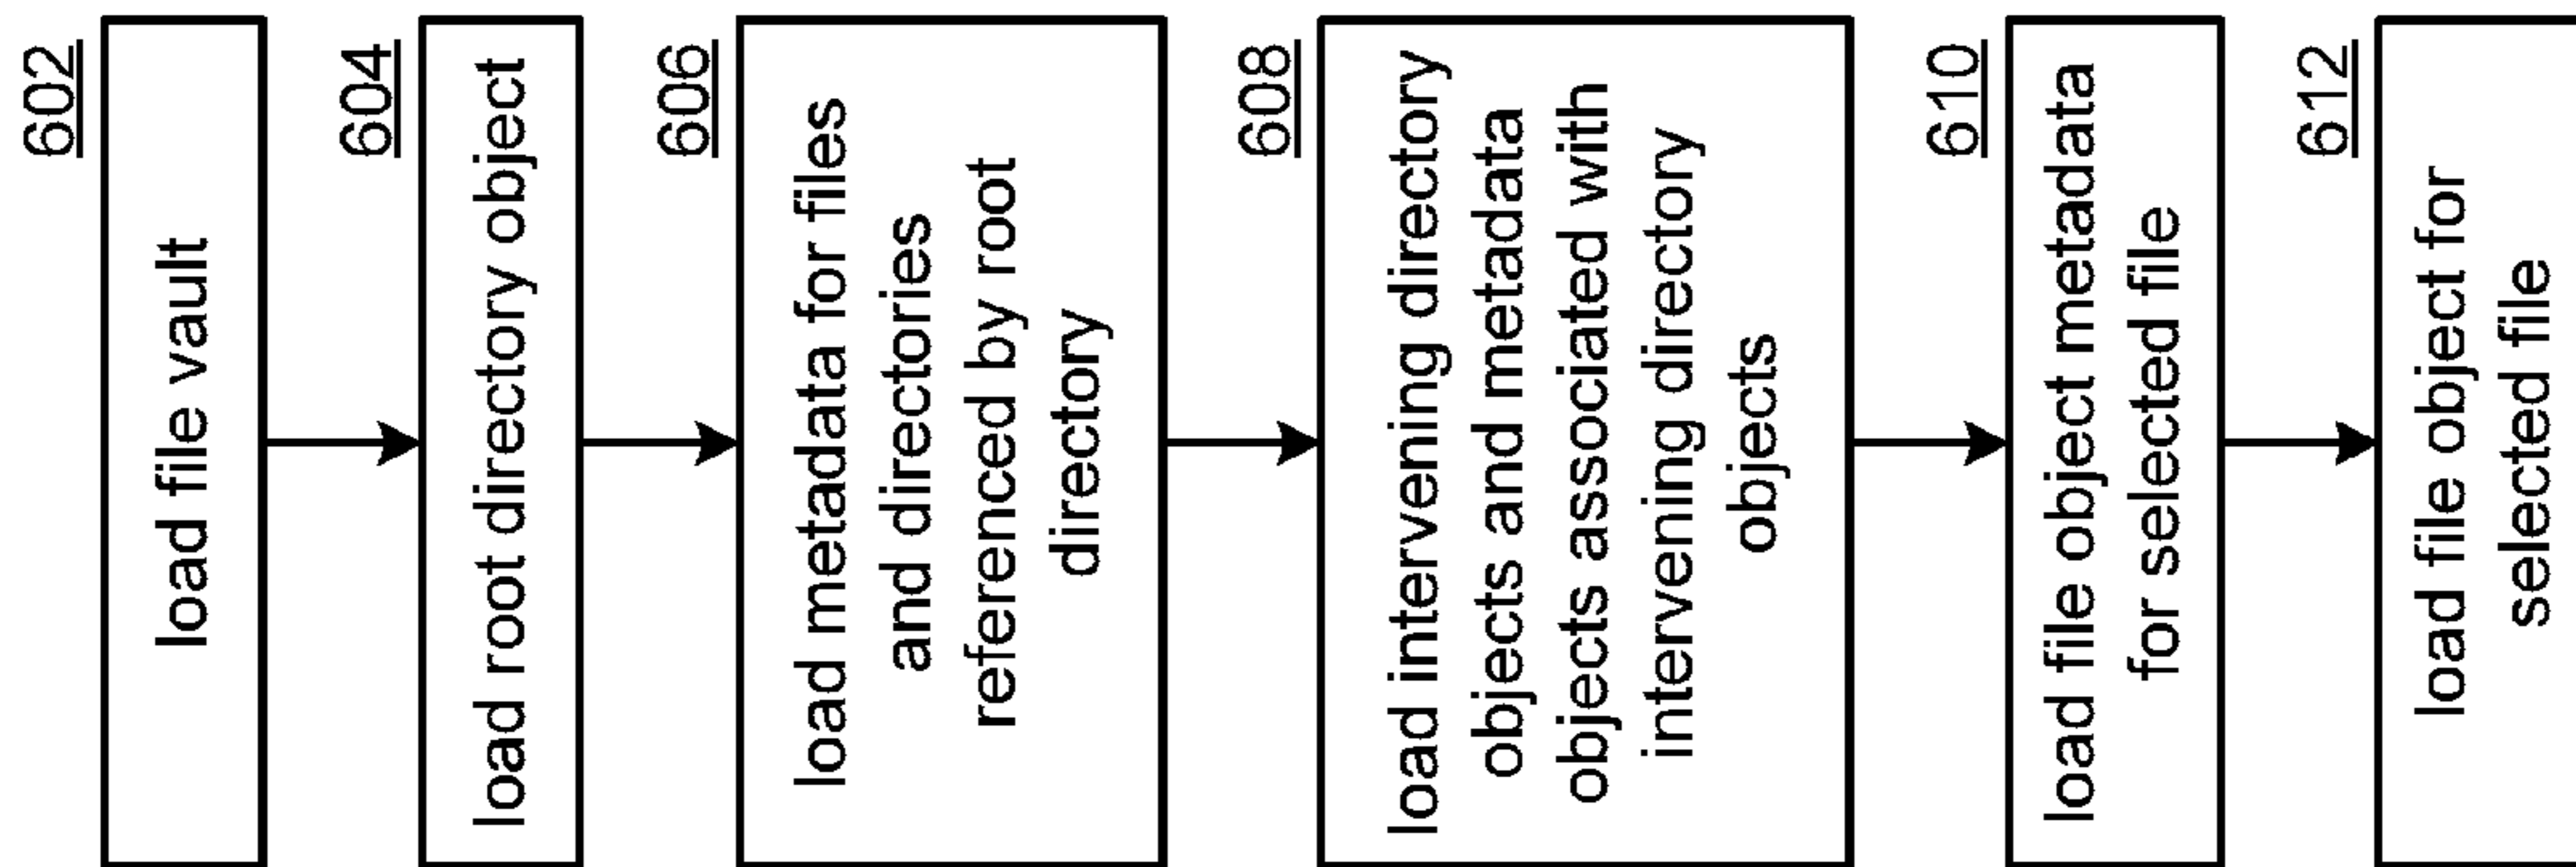 602
load file vault
604
load root directory object
606
load metadata for files
and directories
referenced by root
directory
608
load intervening directory
objects and metadata
objects associated with
intervening directory
objects
610
load file object metadata
for selected file
612
load file object for
selected file